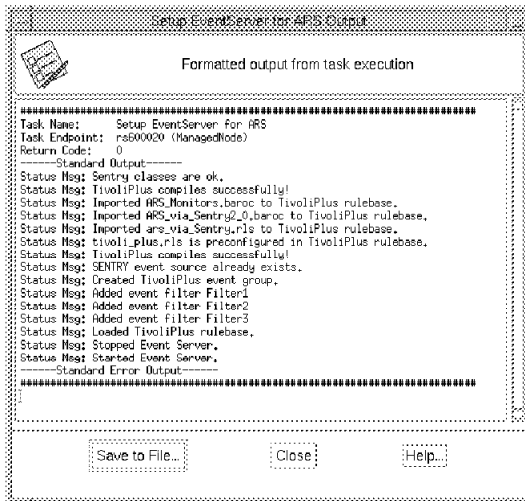 Setup EventServer for ARS Output
Formatted output from task execution
############################################################################
Task Name: Setup EventServer for ARS
Task Endpoint: rs600020 (ManagedNode)
Return Code: 0
------Standard Output------
Status Msg: Sentry classes are ok.
Status Msg: TivoliPlus compiles successfully!
Status Msg: Imported ARS_Monitors.baroc to TivoliPlus rulebase.
Status Msg: Imported ARS_via_Sentry2_0.baroc to TivoliPlus rulebase.
Status Msg: Imported ars_via_Sentry.rls to TivoliPlus rulebase.
Status Msg: tivoli_plus.rls is preconfigured in TivoliPlus rulebase.
Status Msg: TivoliPlus compiles successfully!
Status Msg: SENTRY event source already exists.
Status Msg: Created TivoliPlus event group.
Status Msg: Added event filter Filter1
Status Msg: Added event filter Filter2
Status Msg: Added event filter Filter3
Status Msg: Loaded TivoliPlus rulebase.
Status Msg: Stopped Event Server.
Status Msg: Started Event Server.
------Standard Error Output------
############################################################################
Save to File... Close Help...